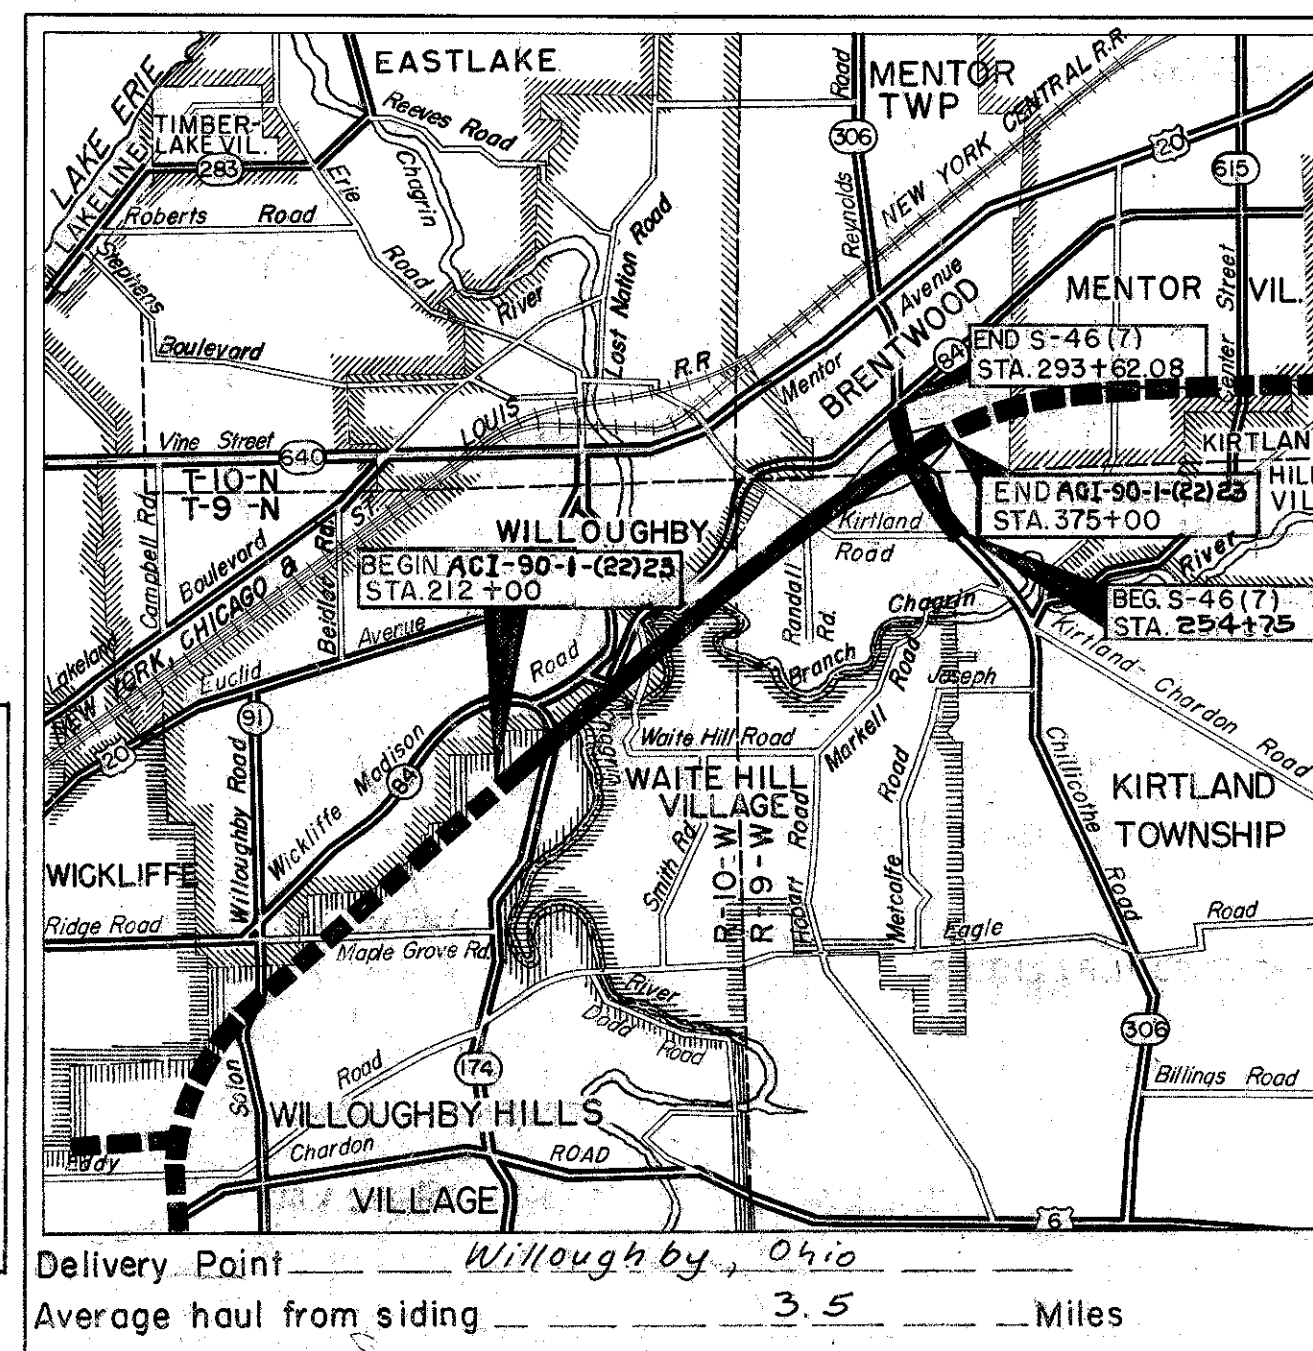 EASTLAKE
LAKE ERIE
LAKELINE
TIMBER-
LAKE VIL.
283
Reeves Road
Chagrin
River
Erie
Road
Roberts Road
Stephens
Boulevard
Last Nation Road
MENTOR
TWP
306
Reynolds
Road
NEW YORK CENTRAL R.R.
20
615
Center Street
MENTOR VIL.
Mentor
Avenue
BRENTWOOD
84
END S-46(7)
STA. 293+62.08
R.R
LOUIS
ST.
NEW YORK, CHICAGO &
Vine Street
640
T-10-N
T-9-N
Campbell Rd.
Boulevard
Lakeland
Beidler Rd.
WILLOUGHBY
BEGIN ACI-90-1-(22)23
STA. 212+00
KIRTLAN
HIL
VIL
END ACI-90-1-(22)23
STA. 375+00
Kirtland
Road
Randall
Rd.
River
Chagrin
Branch
BEG. S-46(7)
STA. 254+75
Kirtland-Chardon Road
Euclid
Avenue
20
91
Willoughby Road
Wickliffe Madison
Road
84
Waite Hill Road
WAITE HILL
VILLAGE
Markell
Road
Joseph
Metcalfe
Road
Chillicothe
Road
KIRTLAND
TOWNSHIP
WICKLIFFE
Ridge Road
Maple Grove Rd.
Smith Rd.
R-10-W
R-9-W
Hobart Road
Eagle
Road
River
Dodd
Road
306
Billings Road
Solon
Road
174
WILLOUGHBY HILLS
VILLAGE
Chardon
ROAD
6
Delivery Point Willoughby, Ohio
Average haul from siding 3.5 Miles